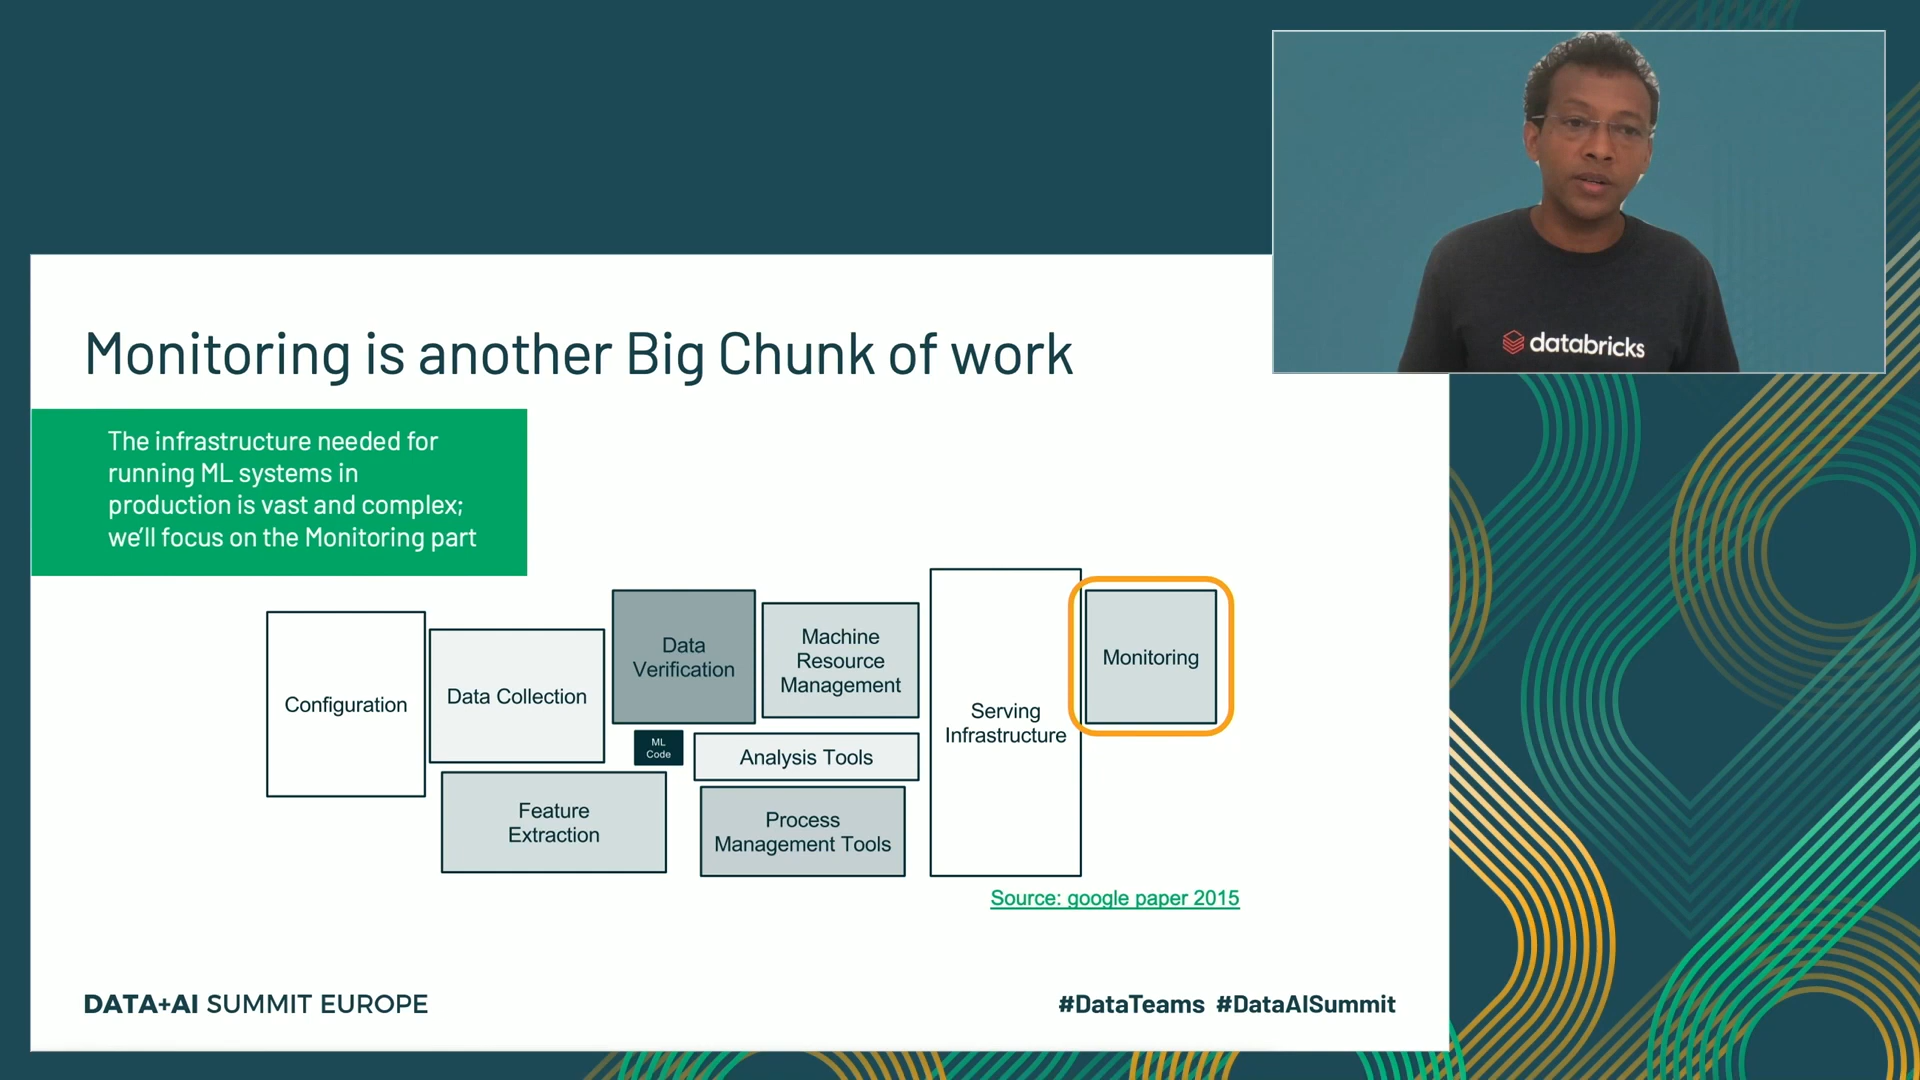 databricks
Monitoring is another Big Chunk of work
The infrastructure needed for
running ML systems in
production is vast and complex;
we'll focus on the Monitoring part
Configuration
Data Collection
Data
Verification
Machine
Resource
Management
Serving
Infrastructure
Monitoring
ML
Code
Analysis Tools
Feature
Extraction
Process
Management Tools
Source: google paper 2015
DATA+AI SUMMIT EUROPE
#DataTeams #DataAISummit